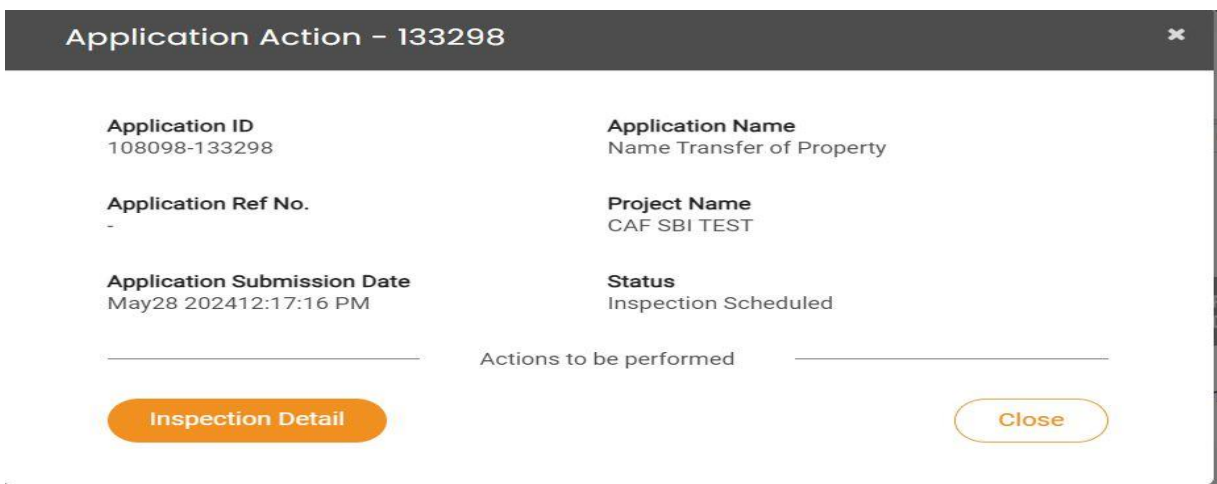 Application Action - 133298
Application ID
108098-133298
Application Name
Name Transfer of Property
Application Ref No.
-
Project Name
CAF SBI TEST
Application Submission Date
May28 202412:17:16 PM
Status
Inspection Scheduled
Actions to be performed
Inspection Detail
Close